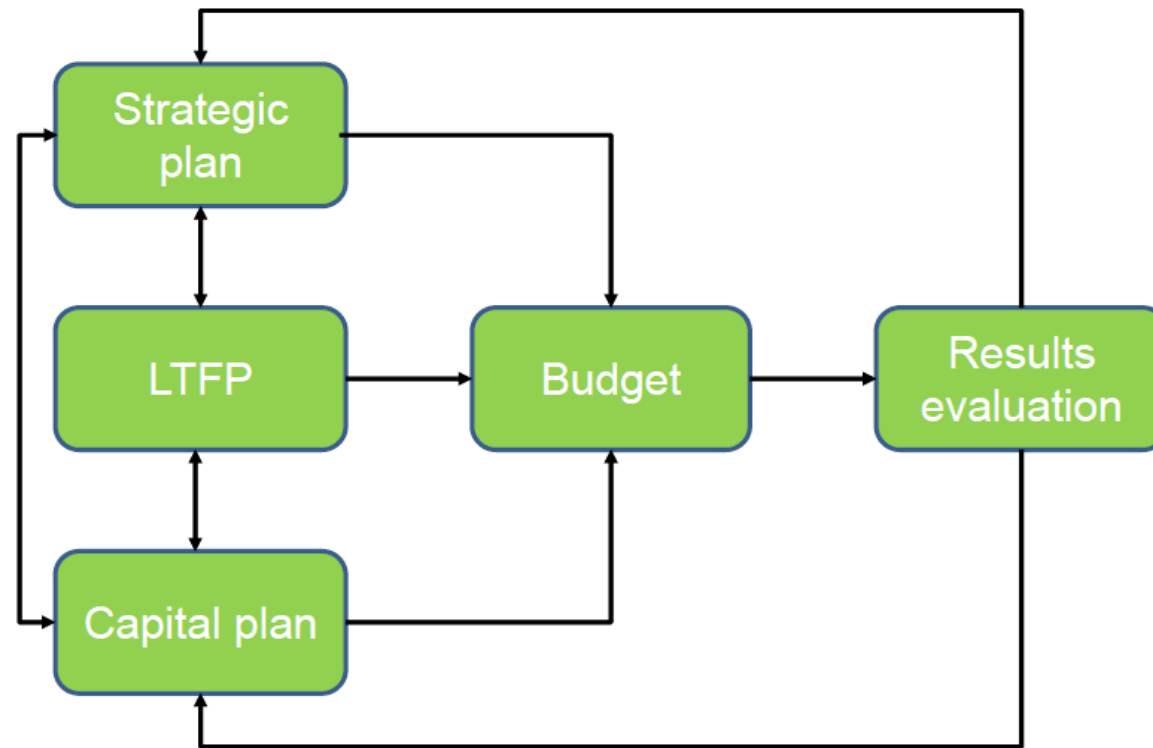 Strategic
plan
LTFP
Budget
Results
evaluation
Capital plan